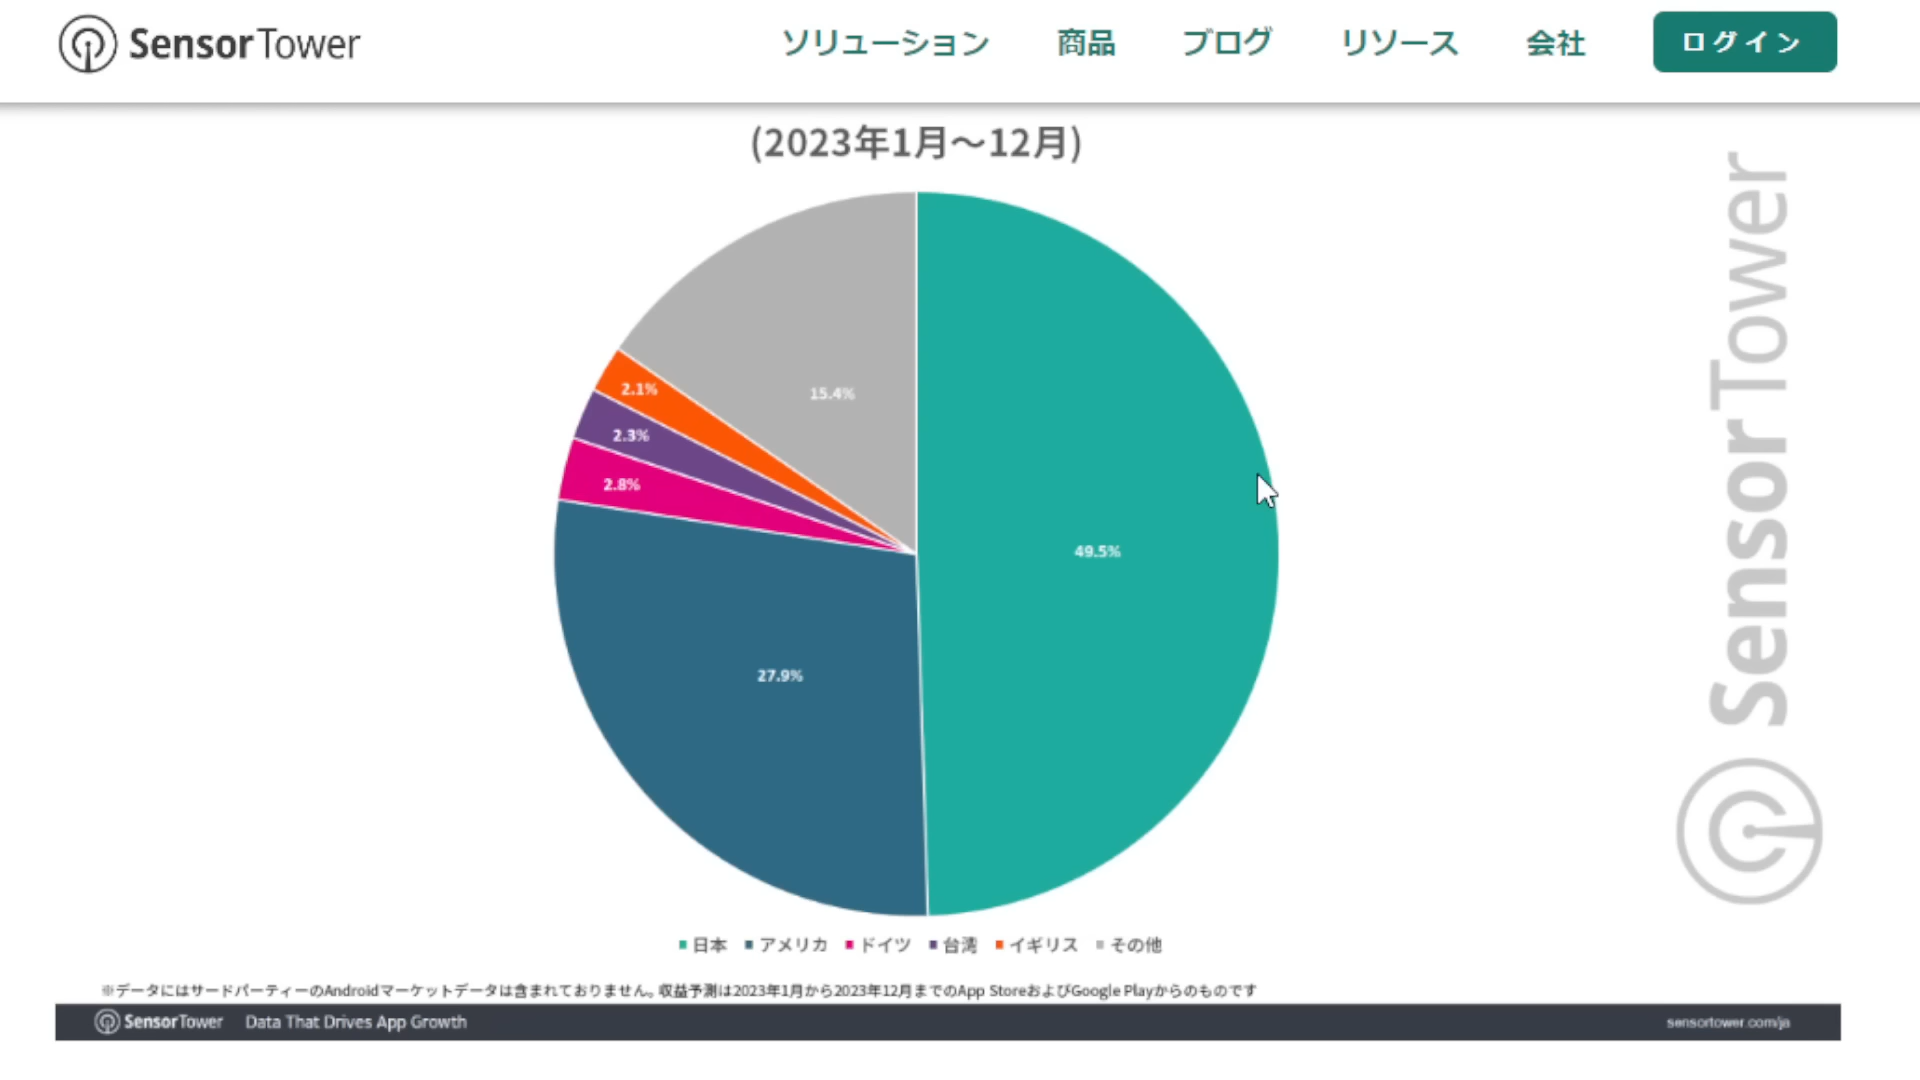 SensorTower
ソリューション 商品 ブログ リソース 会社 ログイン
(2023年1月～12月)
15.4%
2.1%
2.3%
2.8%
49.5%
27.9%
SensorTower
日本 アメリカ ドイツ 台湾 イギリス その他
※データにはサードパーティーのAndroidマーケットデータは含まれておりません。収益予測は2023年1月から2023年12月までのApp StoreおよびGoogle Playからのものです
SensorTower Data That Drives App Growth
sensortower.com/ja